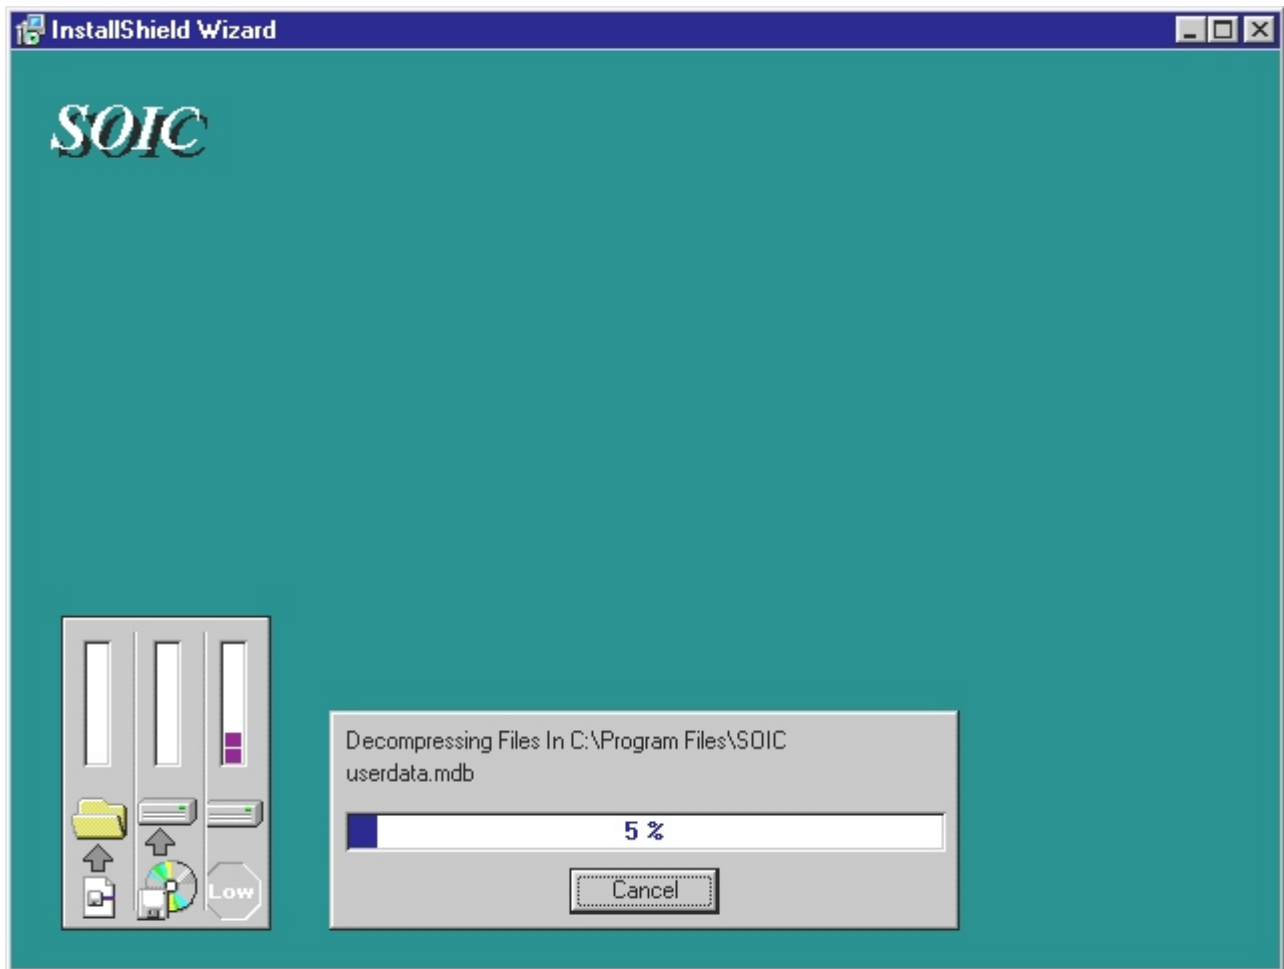 InstallShield Wizard
SOIC
Decompressing Files In C:\Program Files\SOIC
userdata.mdb
5 %
Cancel
Low